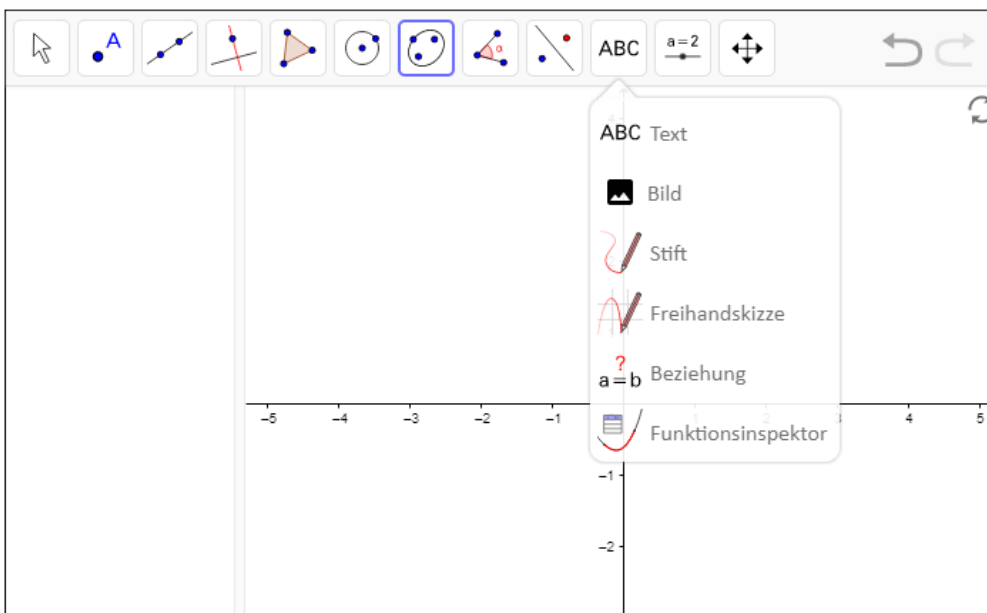 A
α
ABC
a=2
ABC Text
Bild
Stift
Freihandskizze
?
a=b Beziehung
Funktionsinspektor
-5 -4 -3 -2 -1 1 2 3 4 5
4
-1
-2